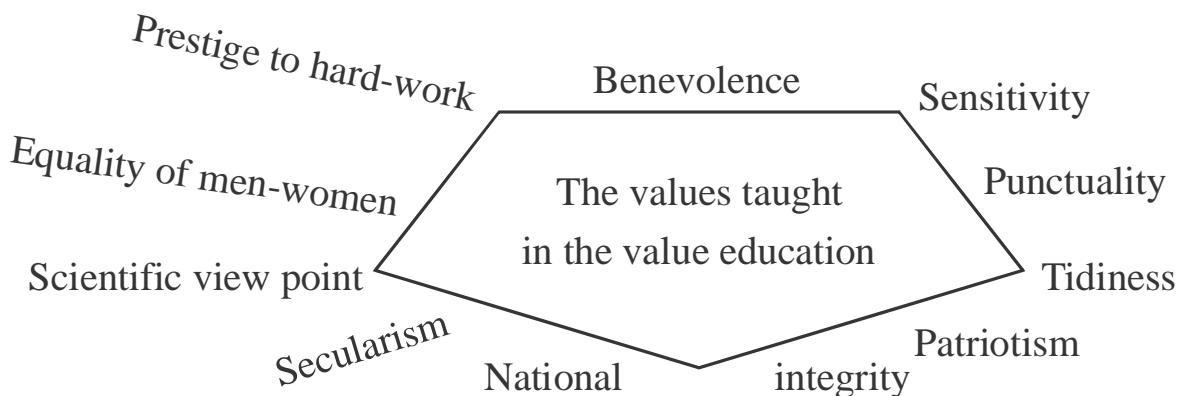 Prestige to hard-work
Benevolence
Sensitivity
Equality of men-women
Punctuality
The values taught
in the value education
Scientific view point
Tidiness
Secularism
Patriotism
National integrity